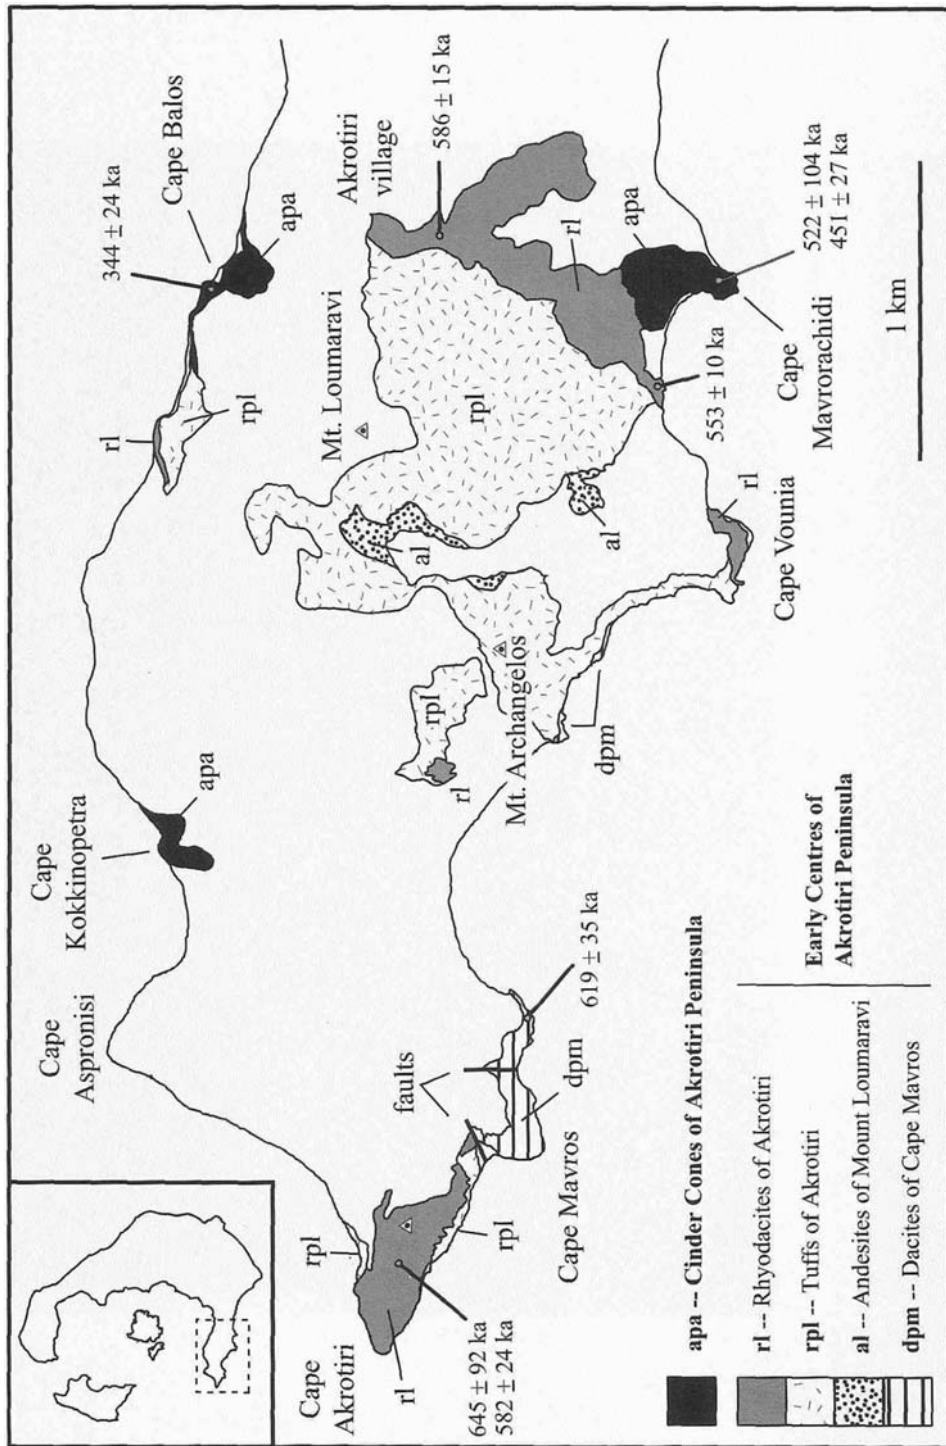 Cape
Aspronisi
Cape
Kokkinopetra
apa
344 ± 24 ka
Cape Balos
apa
rl
rpl
Mt. Loumaravi
Akrotiri
village
586 ± 15 ka
rpl
rl
apa
al
al
rpl
rl
Mt. Archangelos
dpm
553 ± 10 ka
Cape
Mavrorachidi
522 ± 104 ka
451 ± 27 ka
Cape Vounia
rl
faults
619 ± 35 ka
dpm
Cape Mavros
rpl
rpl
Cape
Akrotiri
rl
645 ± 92 ka
582 ± 24 ka
1 km
apa -- Cinder Cones of Akrotiri Peninsula
rl -- Rhyodacites of Akrotiri
rpl -- Tuffs of Akrotiri
al -- Andesites of Mount Loumaravi
dpm -- Dacites of Cape Mavros
Early Centres of
Akrotiri Peninsula